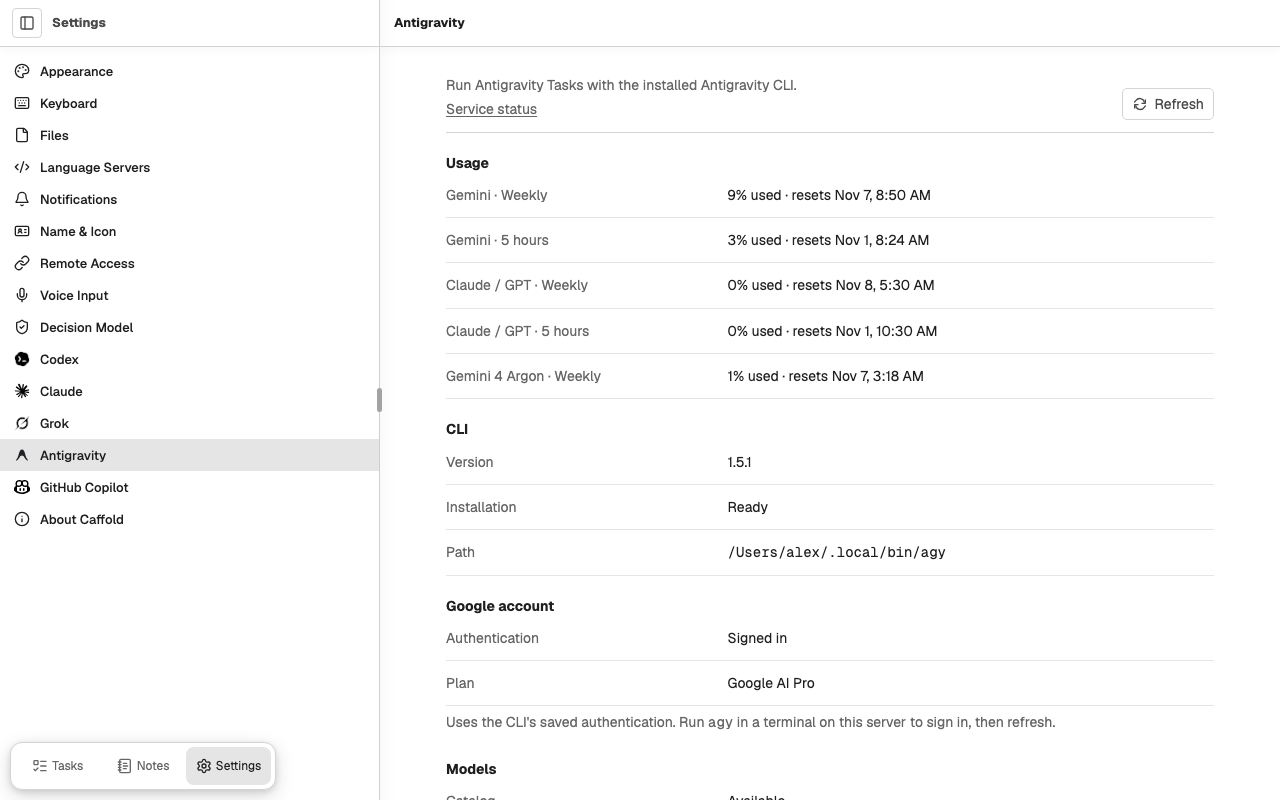 Settings
Antigravity
Appearance
Keyboard
Files
Language Servers
Notifications
Name & Icon
Remote Access
Voice Input
Decision Model
Codex
Claude
Grok
Antigravity
GitHub Copilot
About Caffold
Tasks
Notes
Settings
Run Antigravity Tasks with the installed Antigravity CLI.
Service status
Refresh
Usage
Gemini · Weekly 9% used · resets Nov 7, 8:50 AM
Gemini · 5 hours 3% used · resets Nov 1, 8:24 AM
Claude / GPT · Weekly 0% used · resets Nov 8, 5:30 AM
Claude / GPT · 5 hours 0% used · resets Nov 1, 10:30 AM
Gemini 4 Argon · Weekly 1% used · resets Nov 7, 3:18 AM
CLI
Version 1.5.1
Installation Ready
Path /Users/alex/.local/bin/agy
Google account
Authentication Signed in
Plan Google AI Pro
Uses the CLI's saved authentication. Run agy in a terminal on this server to sign in, then refresh.
Models
Catalog Available